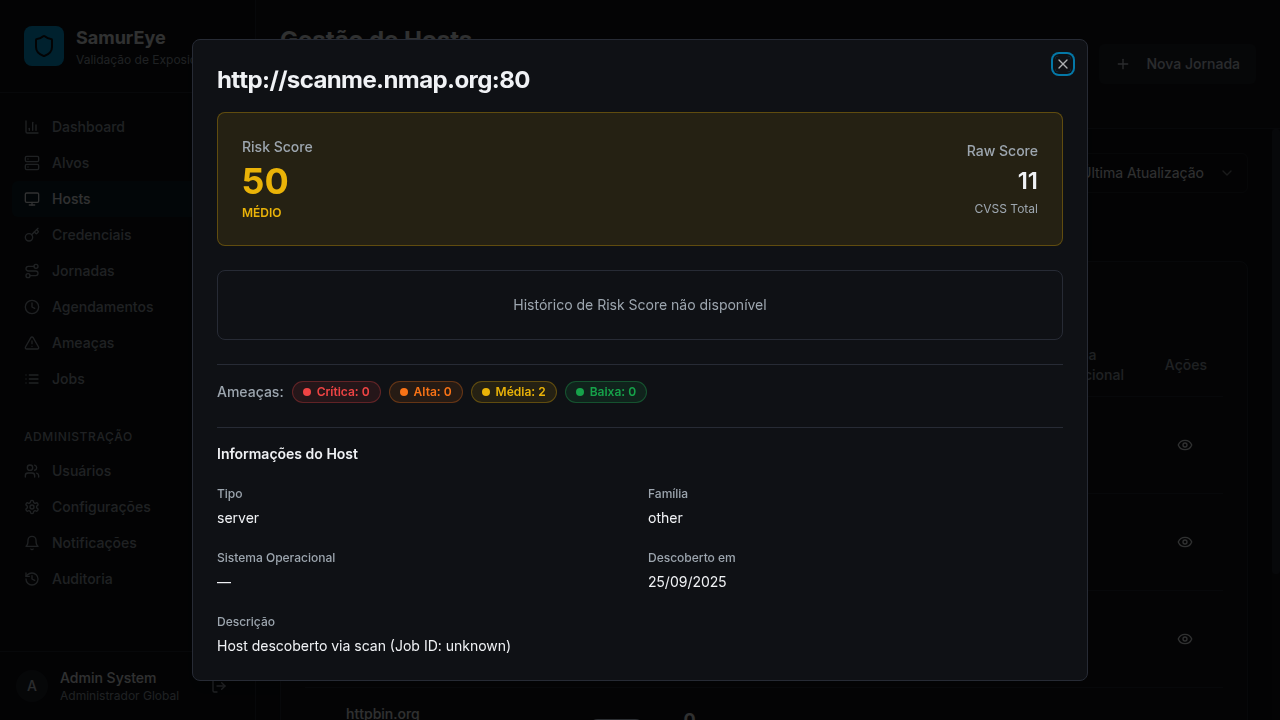 SamurEye
Validação de Exposi
Gestão de Hosts
Nova Jornada
Dashboard
Alvos
Hosts
Credenciais
Jornadas
Agendamentos
Ameaças
Jobs
ADMINISTRAÇÃO
Usuários
Configurações
Notificações
Auditoria
A
Admin System
Administrador Global
Última Atualização
Ações
http://scanme.nmap.org:80
Risk Score
50
MÉDIO
Raw Score
11
CVSS Total
Histórico de Risk Score não disponível
Ameaças:
Crítica: 0
Alta: 0
Média: 2
Baixa: 0
Informações do Host
Tipo
server
Família
other
Sistema Operacional
—
Descoberto em
25/09/2025
Descrição
Host descoberto via scan (Job ID: unknown)
httpbin.org